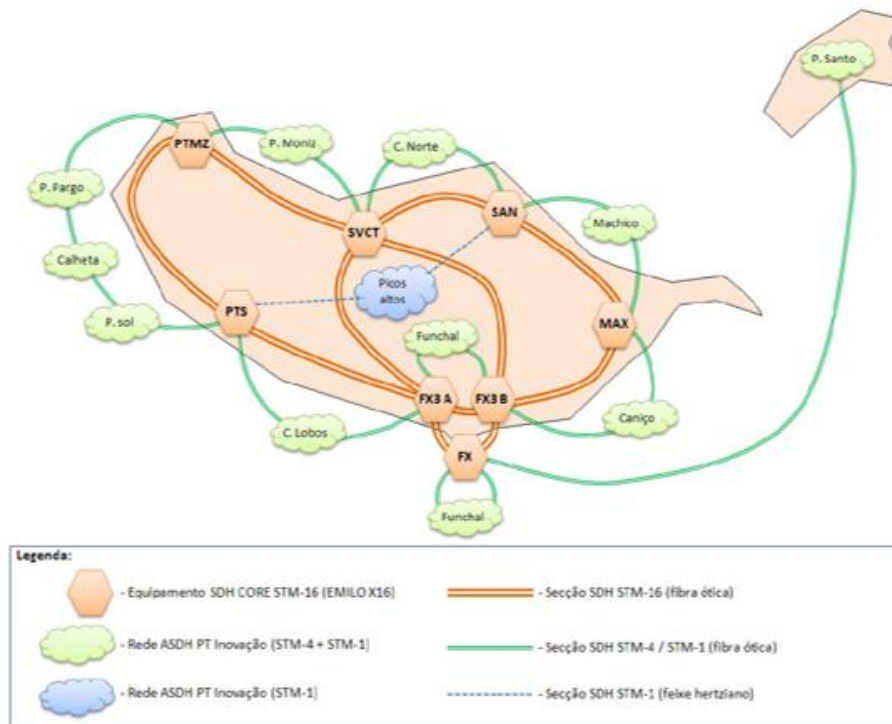 P. Santo
PTMZ
P. Moniz
C. Norte
P. Fargo
SAN
SVCT
Machico
Calheta
Picos
altos
PTS
P. sol
MAX
Funchal
FX3 A
FX3 B
C. Lobos
Caniço
FX
Funchal
Legenda:
- Equipamento SDH CORE STM-16 (EMILO X16)
- Secção SDH STM-16 (fibra ótica)
- Rede ASDH PT Inovação (STM-4 + STM-1)
- Secção SDH STM-4 / STM-1 (fibra ótica)
- Rede ASDH PT Inovação (STM-1)
- Secção SDH STM-1 (feixe hertziano)